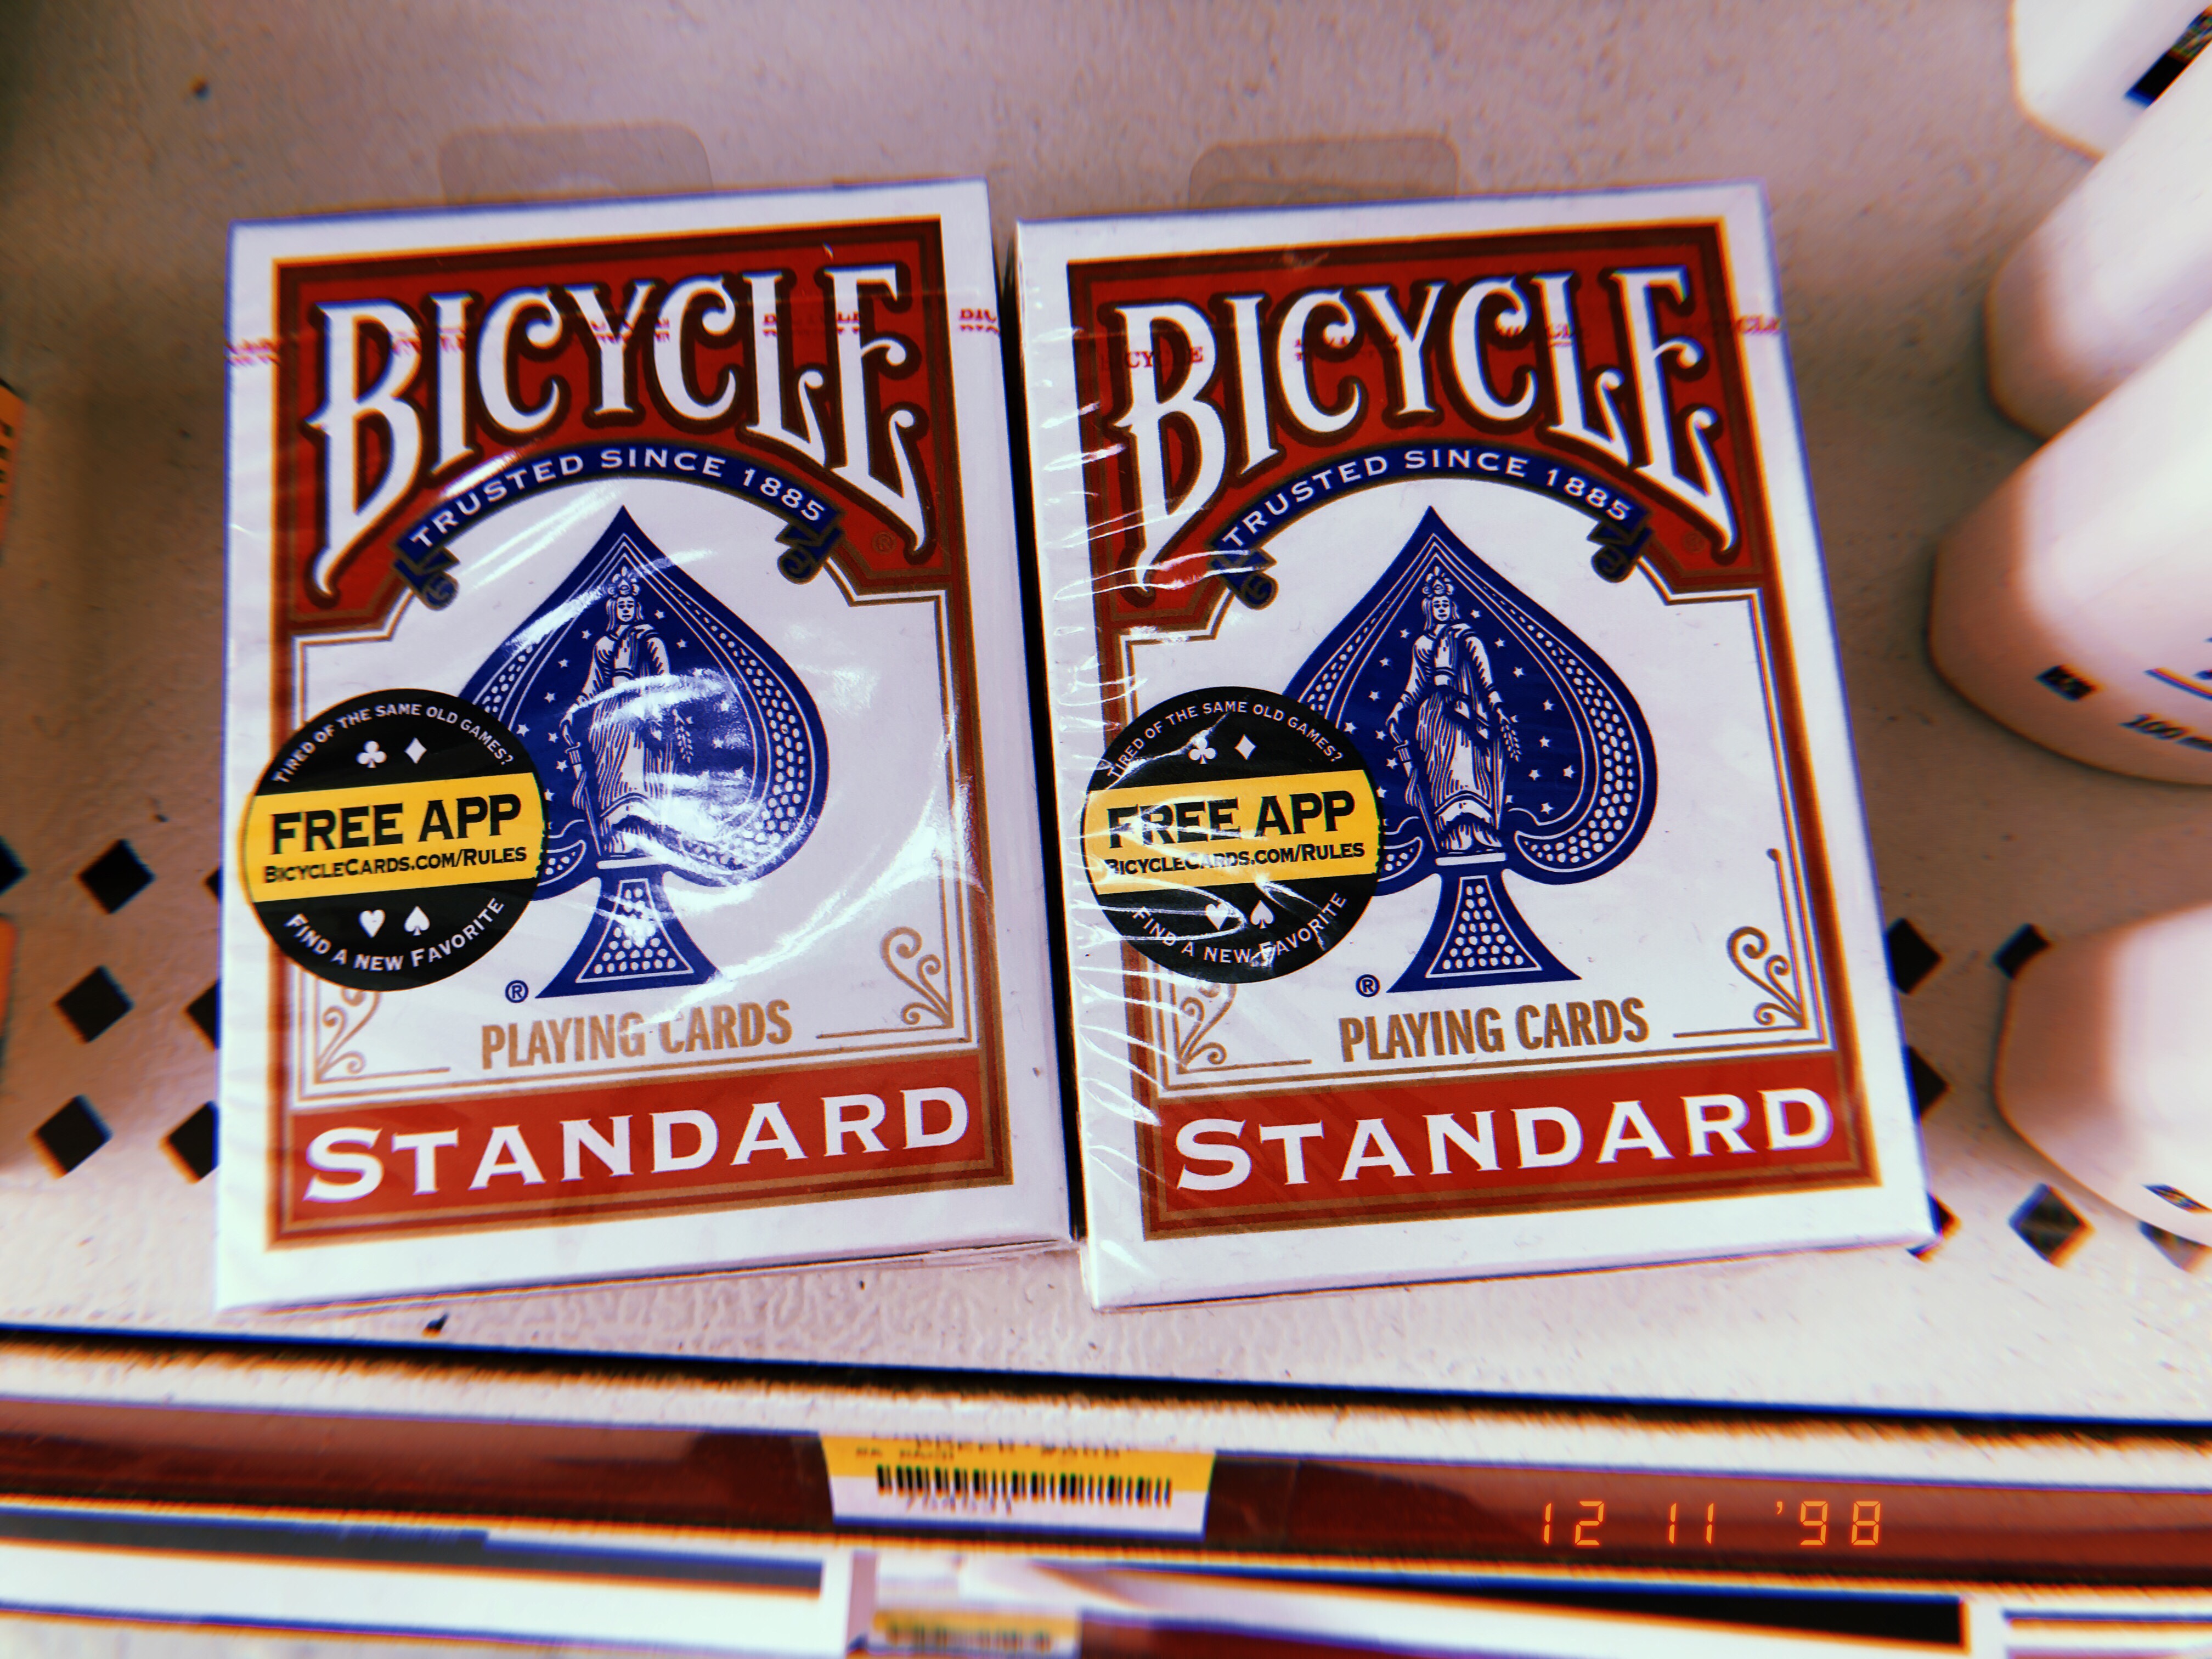 BICYCLE
TRUSTED SINCE 1885
TIRED OF THE SAME OLD GAMES?
FREE APP
BICYCLECARDS.COM/RULES
FIND A NEW FAVORITE
®
PLAYING CARDS
STANDARD
BICYCLE
TRUSTED SINCE 1885
TIRED OF THE SAME OLD GAMES?
FREE APP
BICYCLECARDS.COM/RULES
FIND A NEW FAVORITE
®
PLAYING CARDS
STANDARD
12 11 '98